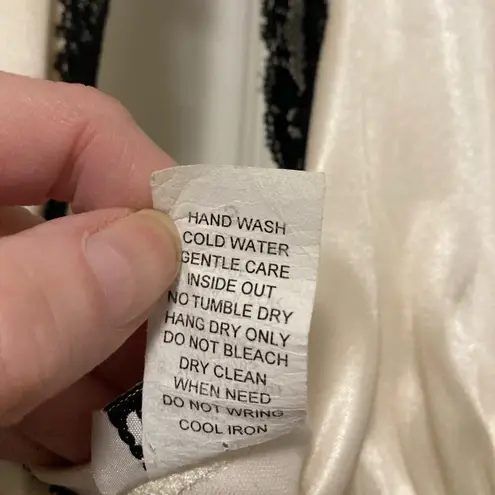 HAND WASH
COLD WATER
GENTLE CARE
INSIDE OUT
NO TUMBLE DRY
HANG DRY ONLY
DO NOT BLEACH
DRY CLEAN
WHEN NEED
DO NOT WRING
COOL IRON